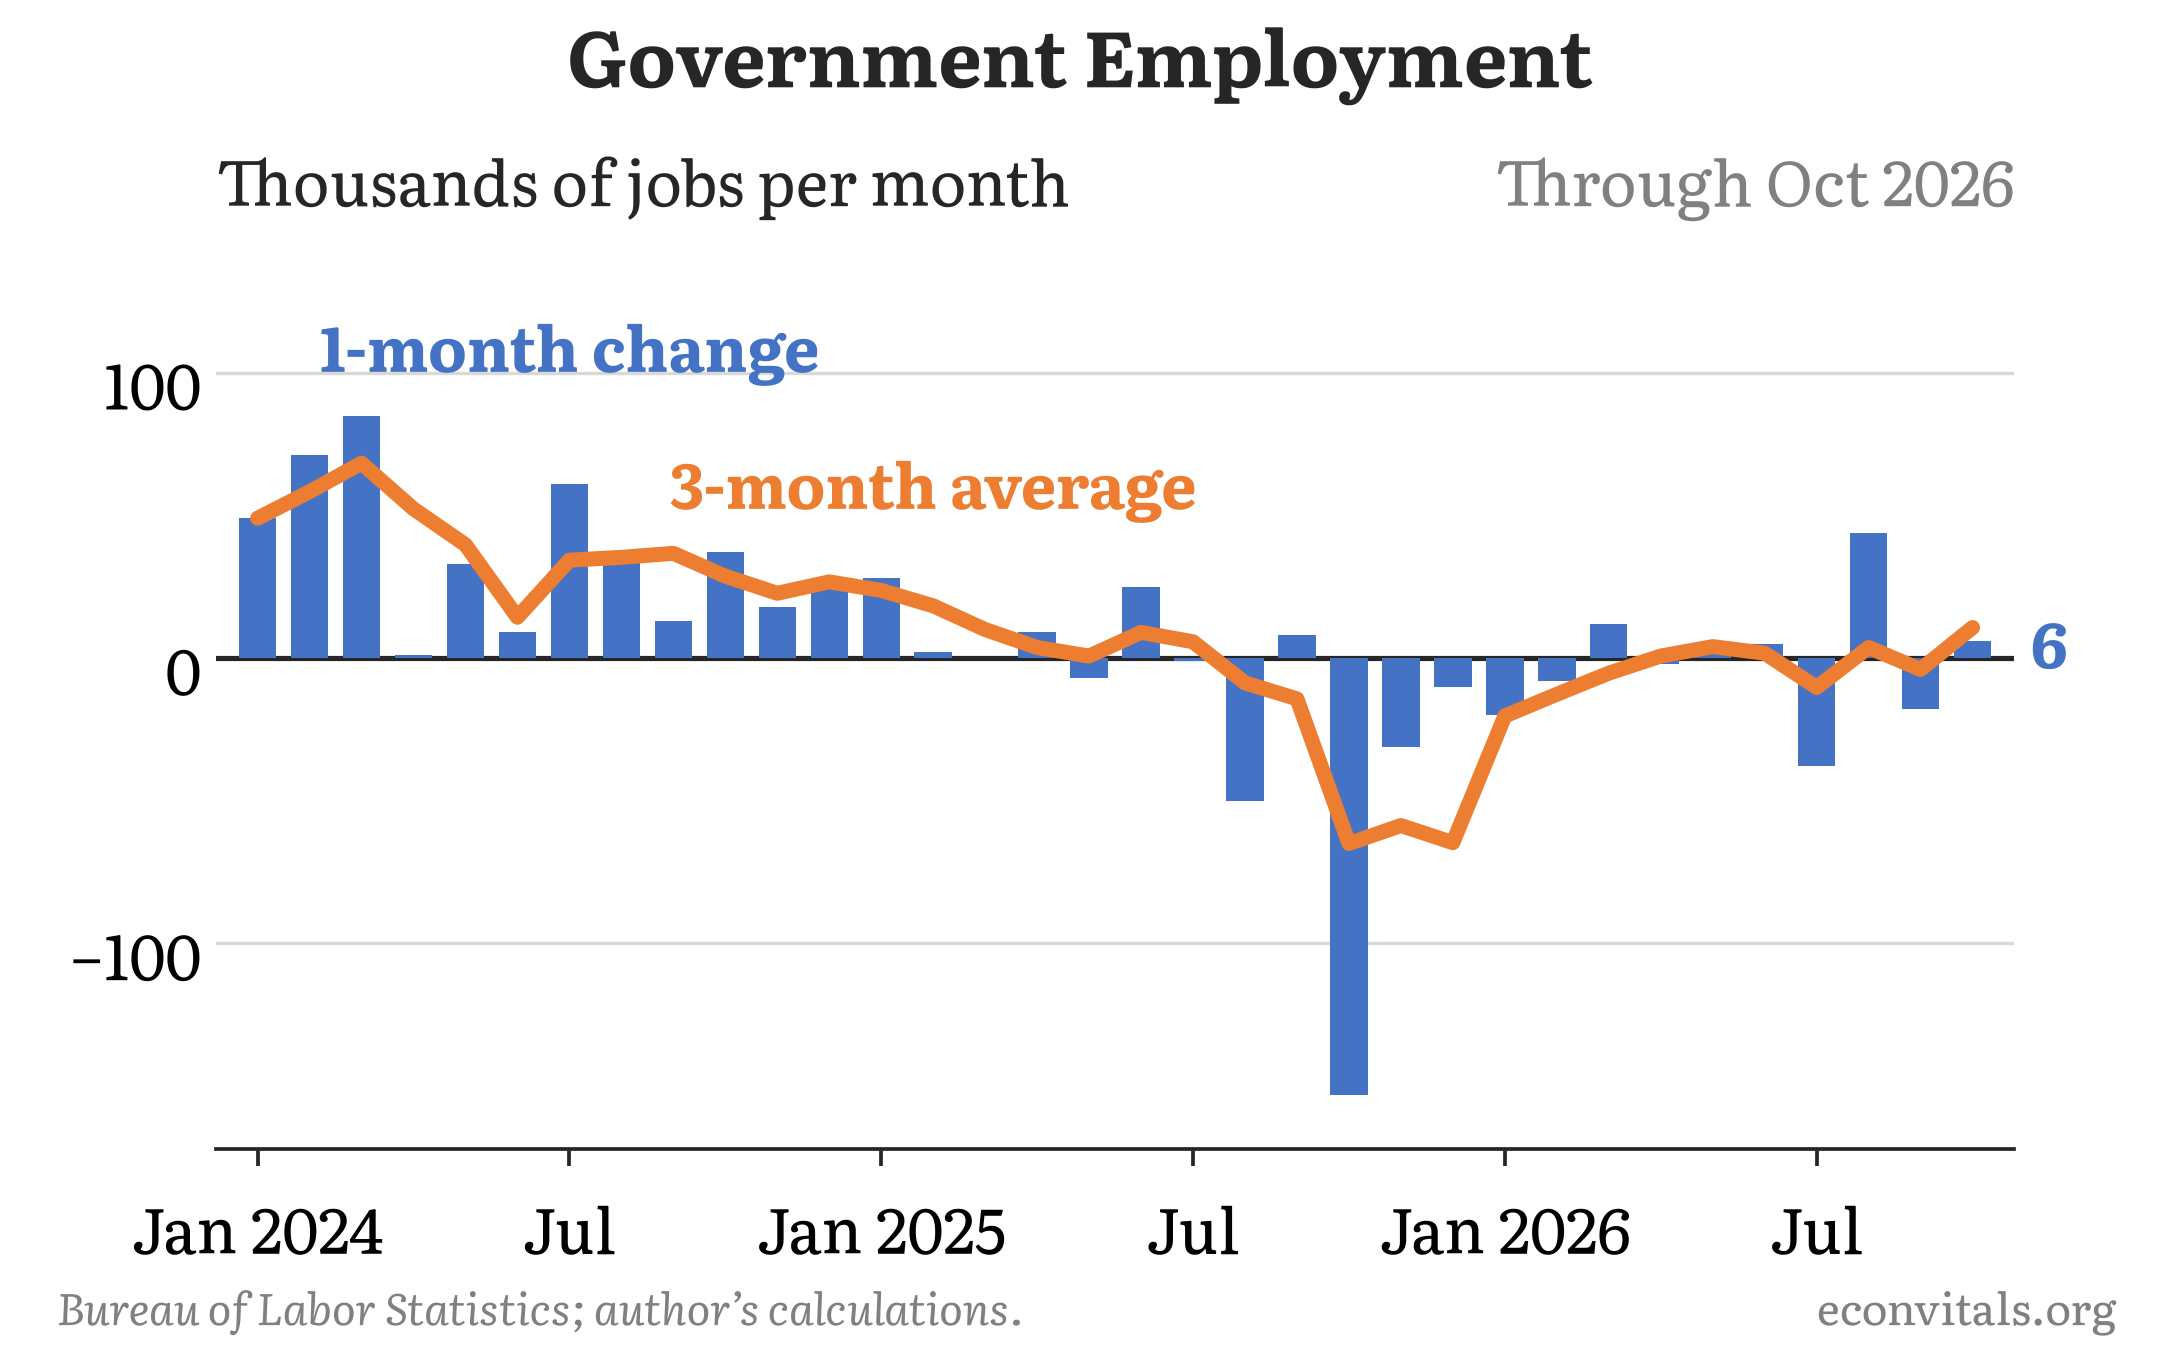 Government Employment
Thousands of jobs per month
Through Oct 2026
1-month change
100
3-month average
6
0
–100
Jan 2024
Jul
Jan 2025
Jul
Jan 2026
Jul
Bureau of Labor Statistics; author’s calculations.
econvitals.org